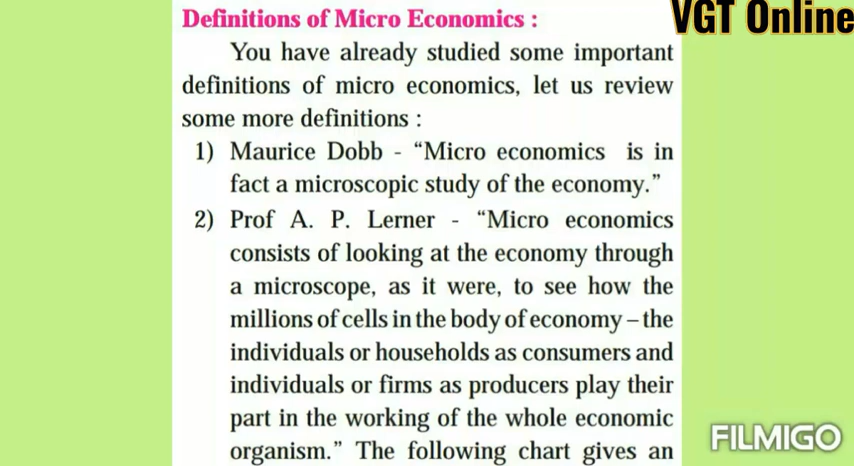 Definitions of Micro Economics :
VGT Online
You have already studied some important
definitions of micro economics, let us review
some more definitions :
1) Maurice Dobb - “Micro economics is in
fact a microscopic study of the economy.”
2) Prof A. P. Lerner - “Micro economics
consists of looking at the economy through
a microscope, as it were, to see how the
millions of cells in the body of economy – the
individuals or households as consumers and
individuals or firms as producers play their
part in the working of the whole economic
organism.” The following chart gives an
FILMIGO